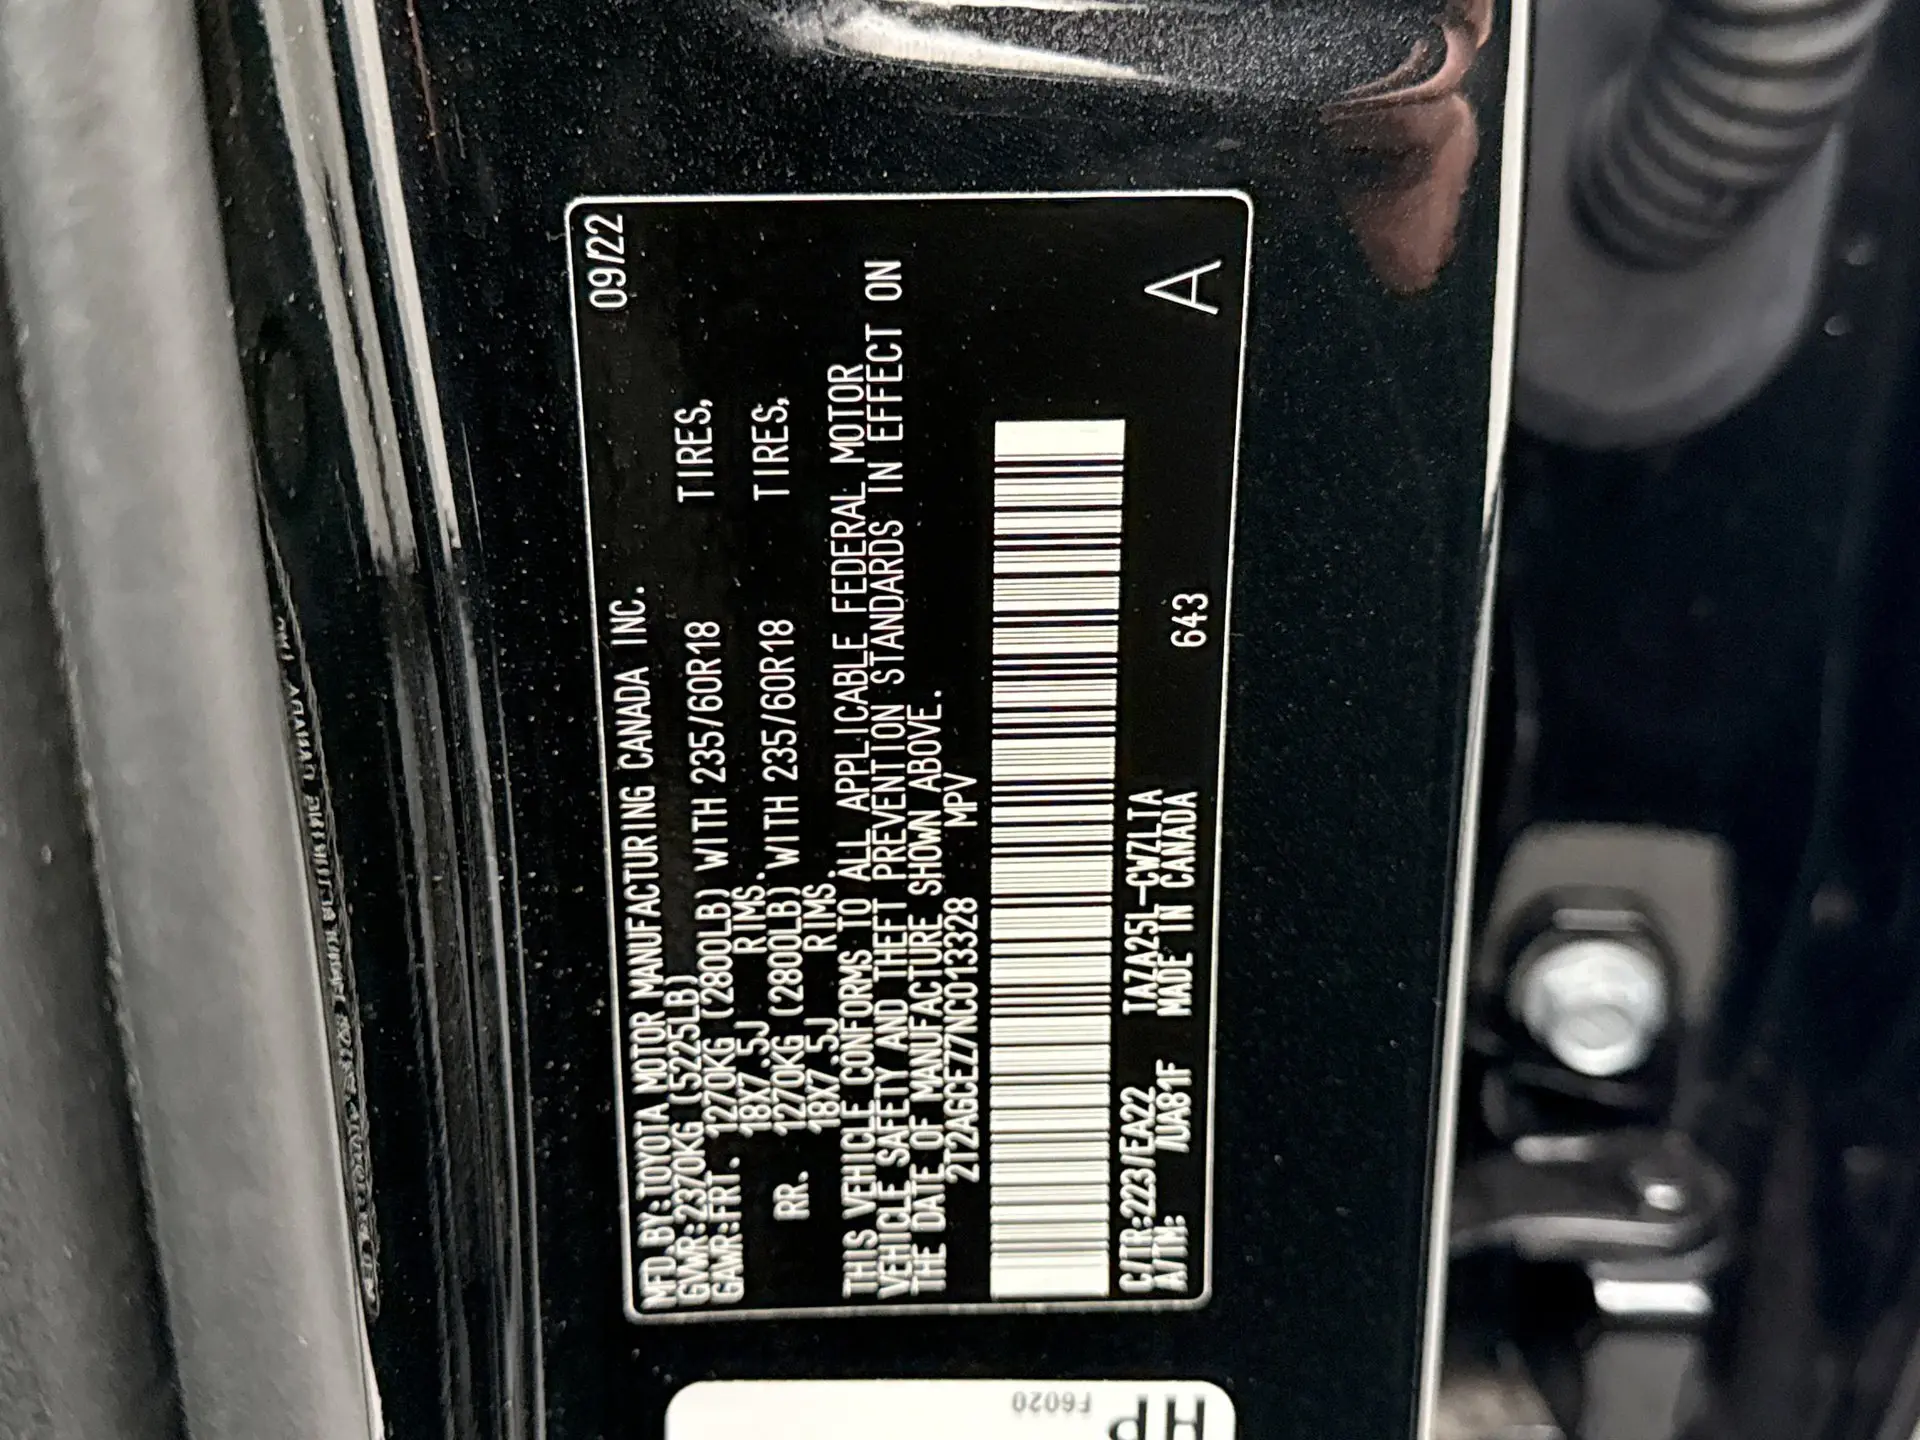 MFD.BY:TOYOTA MOTOR MANUFACTURING CANADA INC. 09/22
GVWR:2370KG (5225LB)
GAWR:FRT. 1270KG (2800LB) WITH 235/60R18 TIRES,
18X7.5J RIMS.
RR. 1270KG (2800LB) WITH 235/60R18 TIRES,
18X7.5J RIMS.
THIS VEHICLE CONFORMS TO ALL APPLICABLE FEDERAL MOTOR
VEHICLE SAFETY AND THEFT PREVENTION STANDARDS IN EFFECT ON
THE DATE OF MANUFACTURE SHOWN ABOVE.
2T2AGCEZ7NC013328 MPV
C/TR:223/EA22 TAZA25L-CWZLTA
A/TM: /UA81F MADE IN CANADA 643 A
F6020